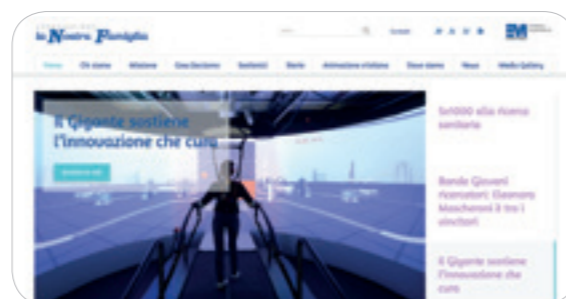 la Nostra Famiglia
Home Chi siamo Missione Cosa facciamo Sostienici Storie Animazione cristiana Dove siamo News Media Gallery
Il Gigante sostiene
l'innovazione che cura
5x1000 alla ricerca
sanitaria
Bando Giovani
ricercatori: Eleonora
Mascheroni è tra i
vincitori
Il Gigante sostiene
l'innovazione che
cura